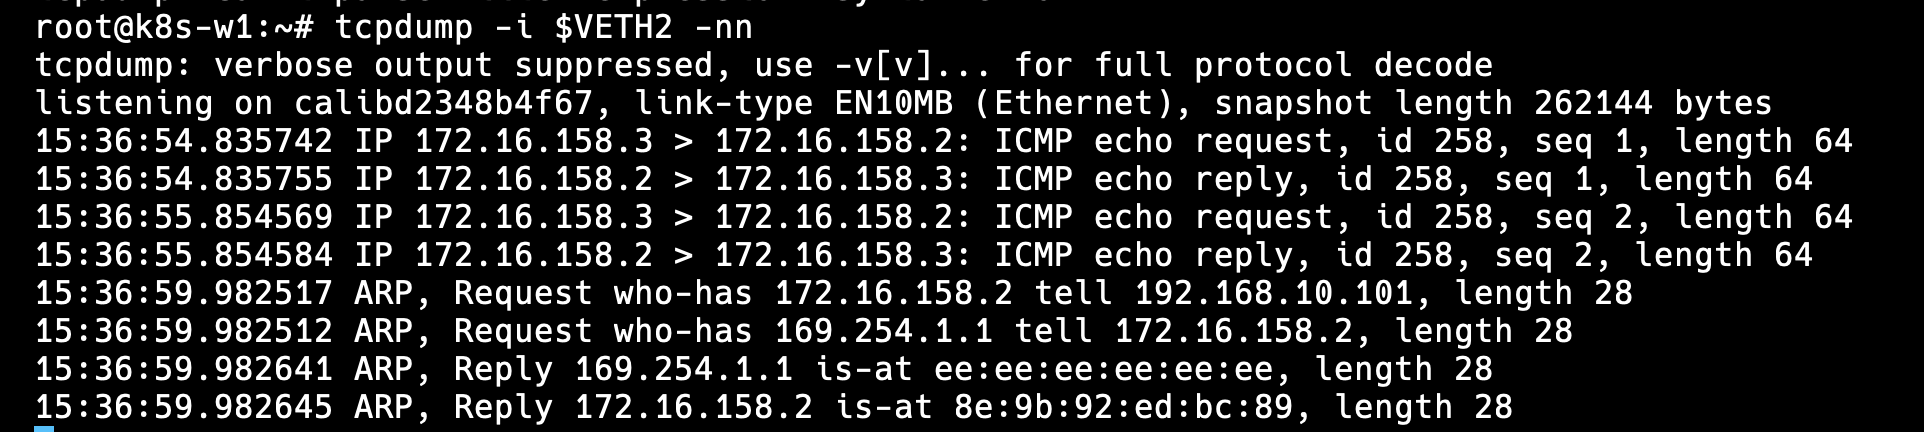 root@k8s-w1:~# tcpdump -i $VETH2 -nn
tcpdump: verbose output suppressed, use -v[v]... for full protocol decode
listening on calibd2348b4f67, link-type EN10MB (Ethernet), snapshot length 262144 bytes
15:36:54.835742 IP 172.16.158.3 > 172.16.158.2: ICMP echo request, id 258, seq 1, length 64
15:36:54.835755 IP 172.16.158.2 > 172.16.158.3: ICMP echo reply, id 258, seq 1, length 64
15:36:55.854569 IP 172.16.158.3 > 172.16.158.2: ICMP echo request, id 258, seq 2, length 64
15:36:55.854584 IP 172.16.158.2 > 172.16.158.3: ICMP echo reply, id 258, seq 2, length 64
15:36:59.982517 ARP, Request who-has 172.16.158.2 tell 192.168.10.101, length 28
15:36:59.982512 ARP, Request who-has 169.254.1.1 tell 172.16.158.2, length 28
15:36:59.982641 ARP, Reply 169.254.1.1 is-at ee:ee:ee:ee:ee:ee, length 28
15:36:59.982645 ARP, Reply 172.16.158.2 is-at 8e:9b:92:ed:bc:89, length 28